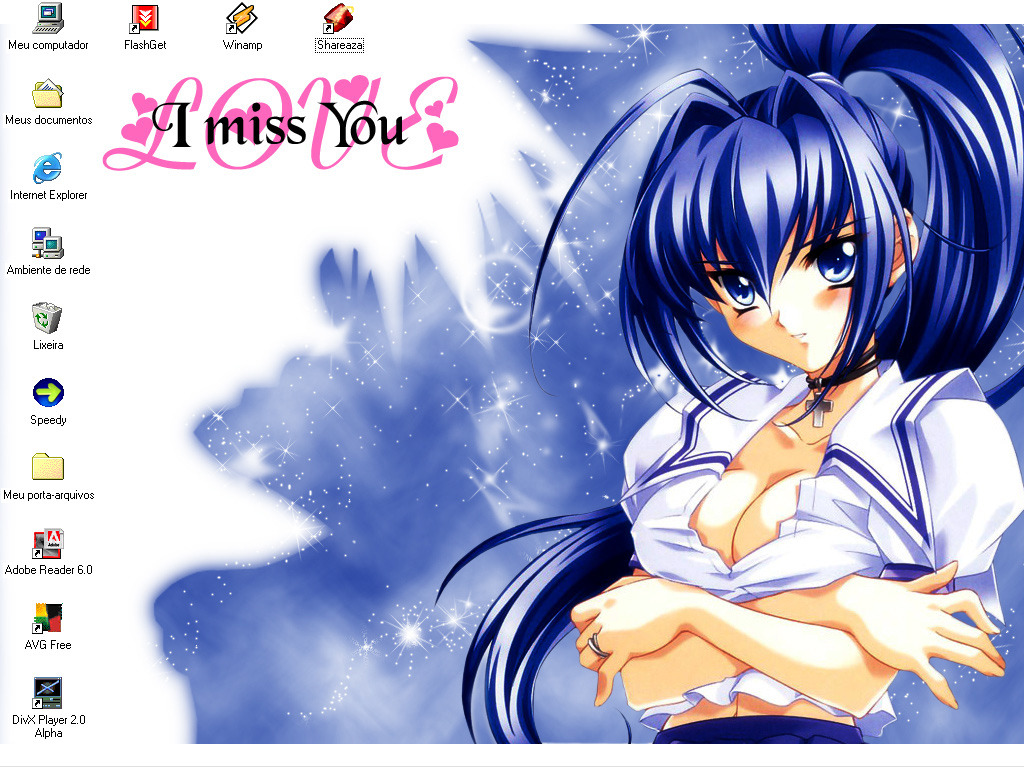 Meu computador
FlashGet
Winamp
Shareaza
LOVE
I miss You
Meus documentos
Internet Explorer
Ambiente de rede
Lixeira
Speedy
Meu porta-arquivos
Adobe
Adobe Reader 6.0
AVG Free
DivX Player 2.0
Alpha